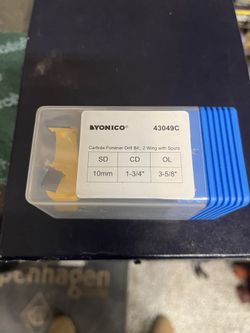 YONICO® 43049C
Carbide Forstner Drill Bit, 2 Wing with Spurs
SD CD OL
10mm 1-3/4" 3-5/8"
penhagen